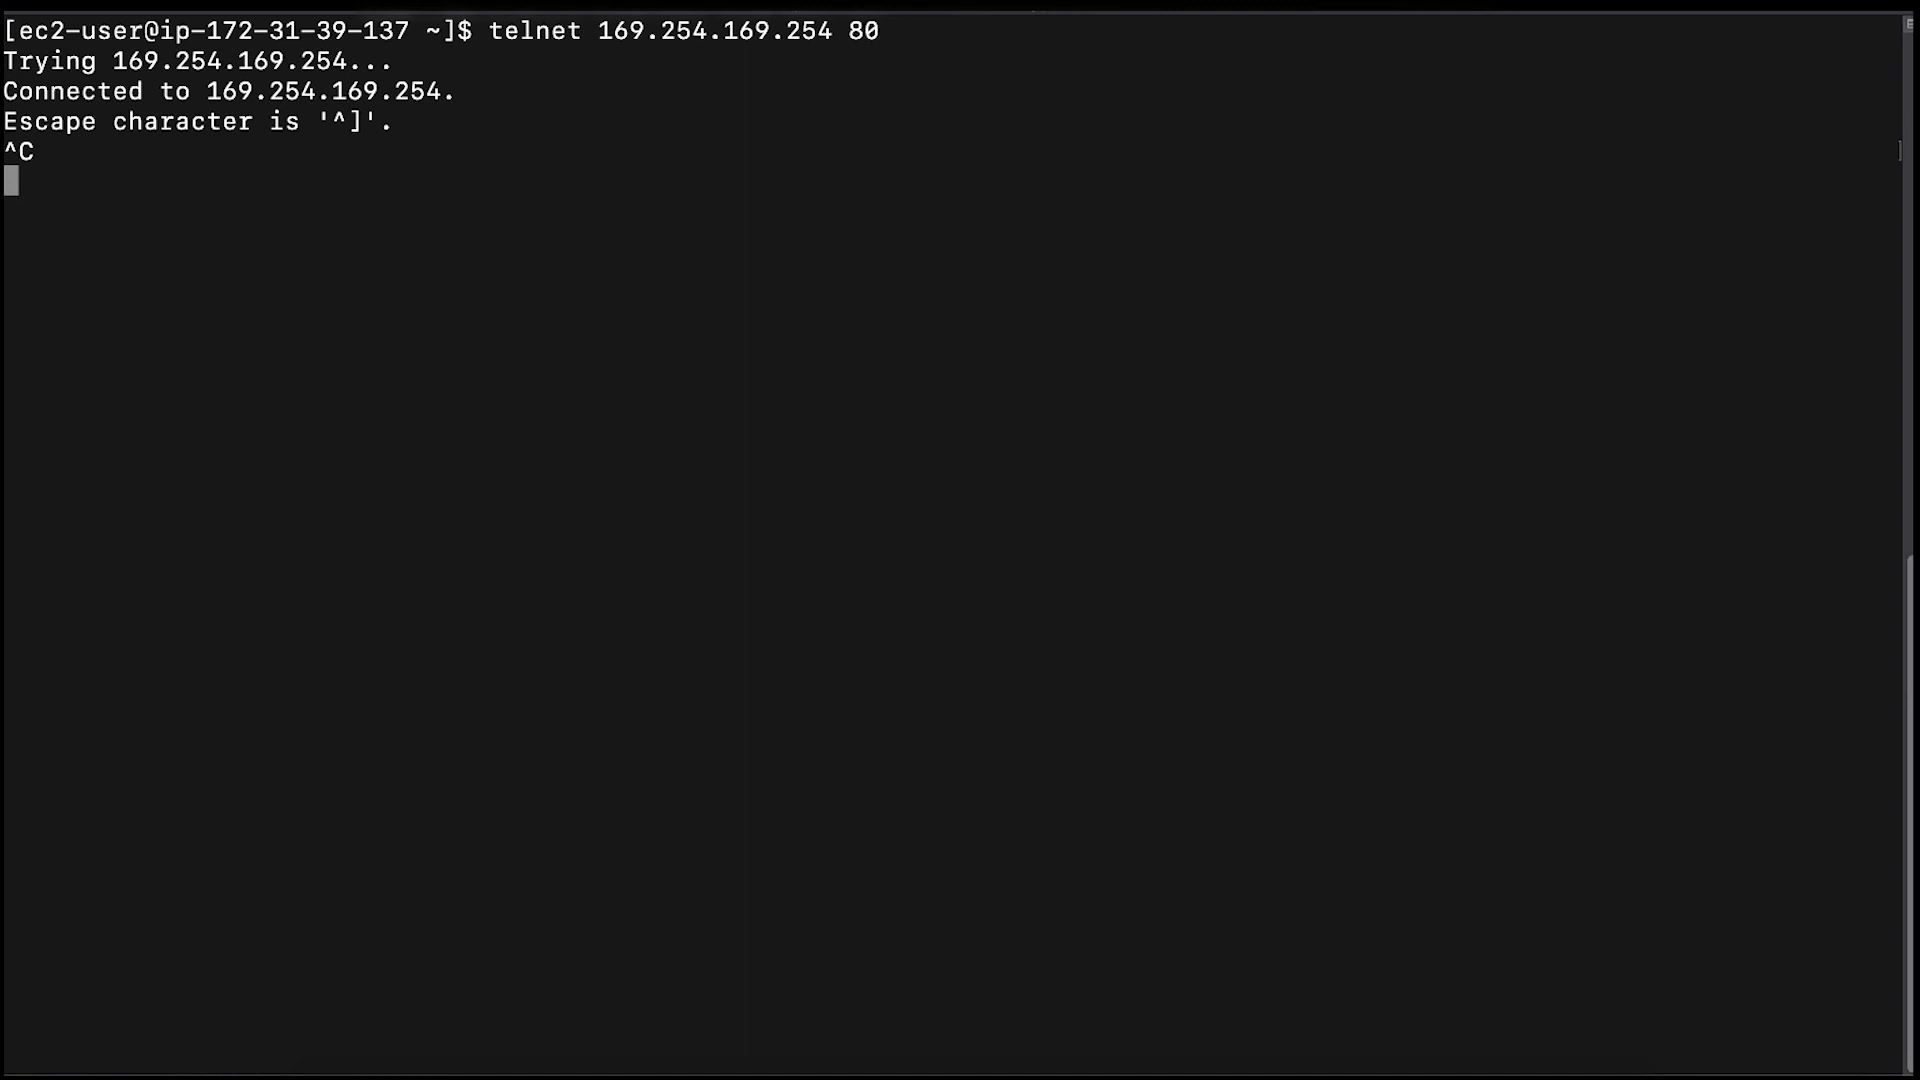 [ec2-user@ip-172-31-39-137 ~]$ telnet 169.254.169.254 80
Trying 169.254.169.254...
Connected to 169.254.169.254.
Escape character is '^]'.
^C